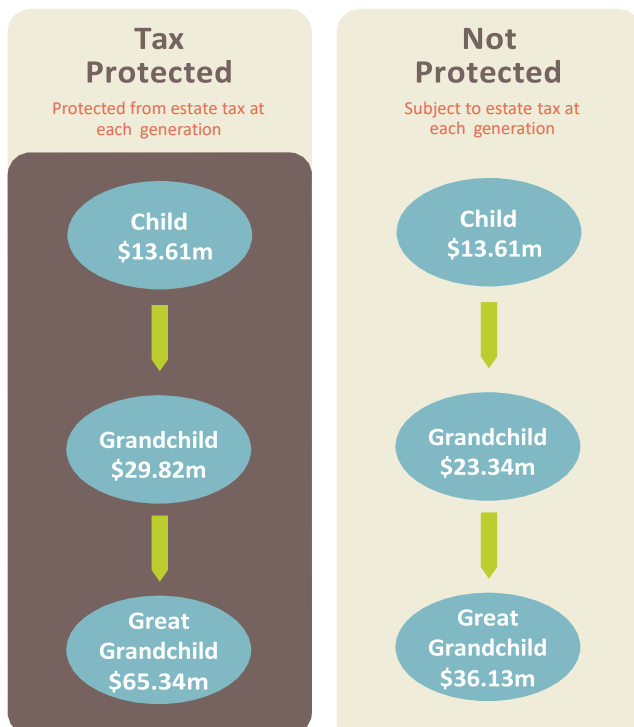 Tax
Protected
Protected from estate tax at
each generation
Child
$13.61m
Grandchild
$29.82m
Great
Grandchild
$65.34m
Not
Protected
Subject to estate tax at
each generation
Child
$13.61m
Grandchild
$23.34m
Great
Grandchild
$36.13m